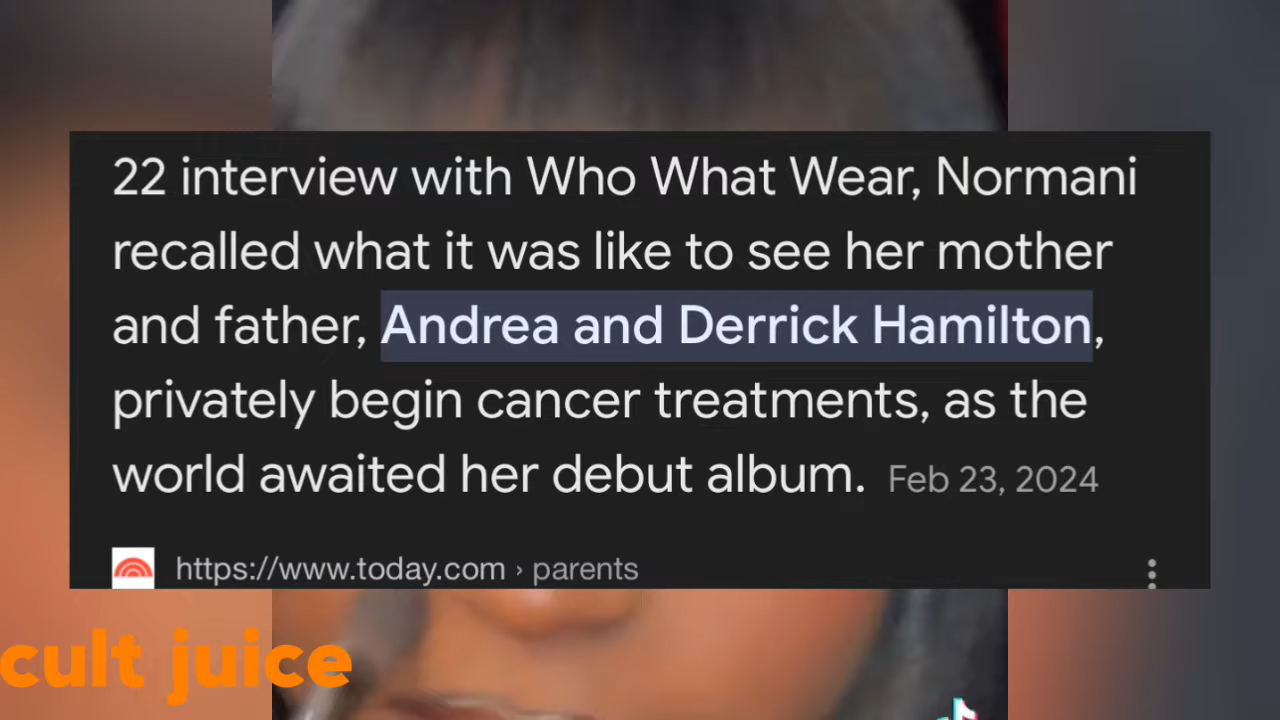 22 interview with Who What Wear, Normani
recalled what it was like to see her mother
and father, Andrea and Derrick Hamilton,
privately begin cancer treatments, as the
world awaited her debut album. Feb 23, 2024
https://www.today.com › parents
cult juice